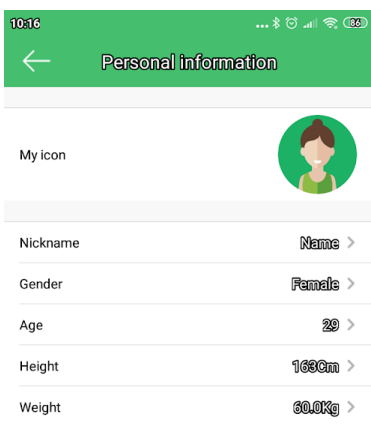 10:16 86
Personal information
My icon
Nickname Name
Gender Female
Age 29
Height 163Cm
Weight 60.0Kg